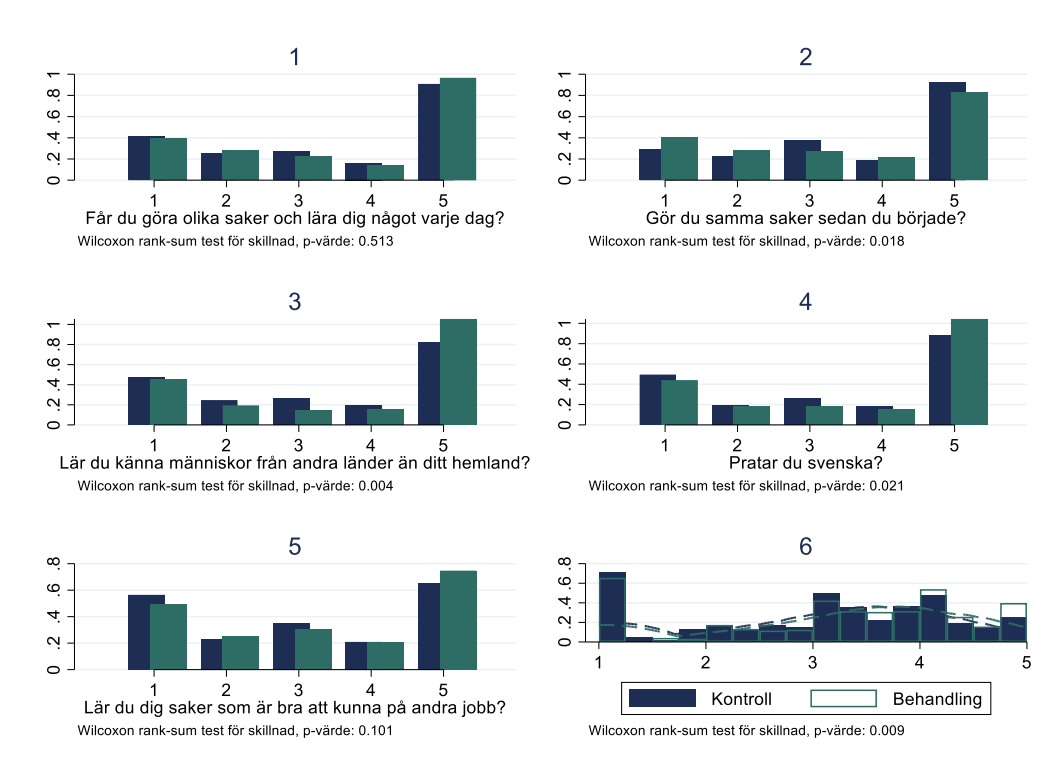 1
0 .2 .4 .6 .8 1
1 2 3 4 5
Får du göra olika saker och lära dig något varje dag?
Wilcoxon rank-sum test för skillnad, p-värde: 0.513
2
0 .2 .4 .6 .8 1
1 2 3 4 5
Gör du samma saker sedan du började?
Wilcoxon rank-sum test för skillnad, p-värde: 0.018
3
0 .2 .4 .6 .8 1
1 2 3 4 5
Lär du känna människor från andra länder än ditt hemland?
Wilcoxon rank-sum test för skillnad, p-värde: 0.004
4
0 .2 .4 .6 .8 1
1 2 3 4 5
Pratar du svenska?
Wilcoxon rank-sum test för skillnad, p-värde: 0.021
5
0 .2 .4 .6 .8
1 2 3 4 5
Lär du dig saker som är bra att kunna på andra jobb?
Wilcoxon rank-sum test för skillnad, p-värde: 0.101
6
0 .2 .4 .6 .8
1 2 3 4 5
Kontroll Behandling
Wilcoxon rank-sum test för skillnad, p-värde: 0.009